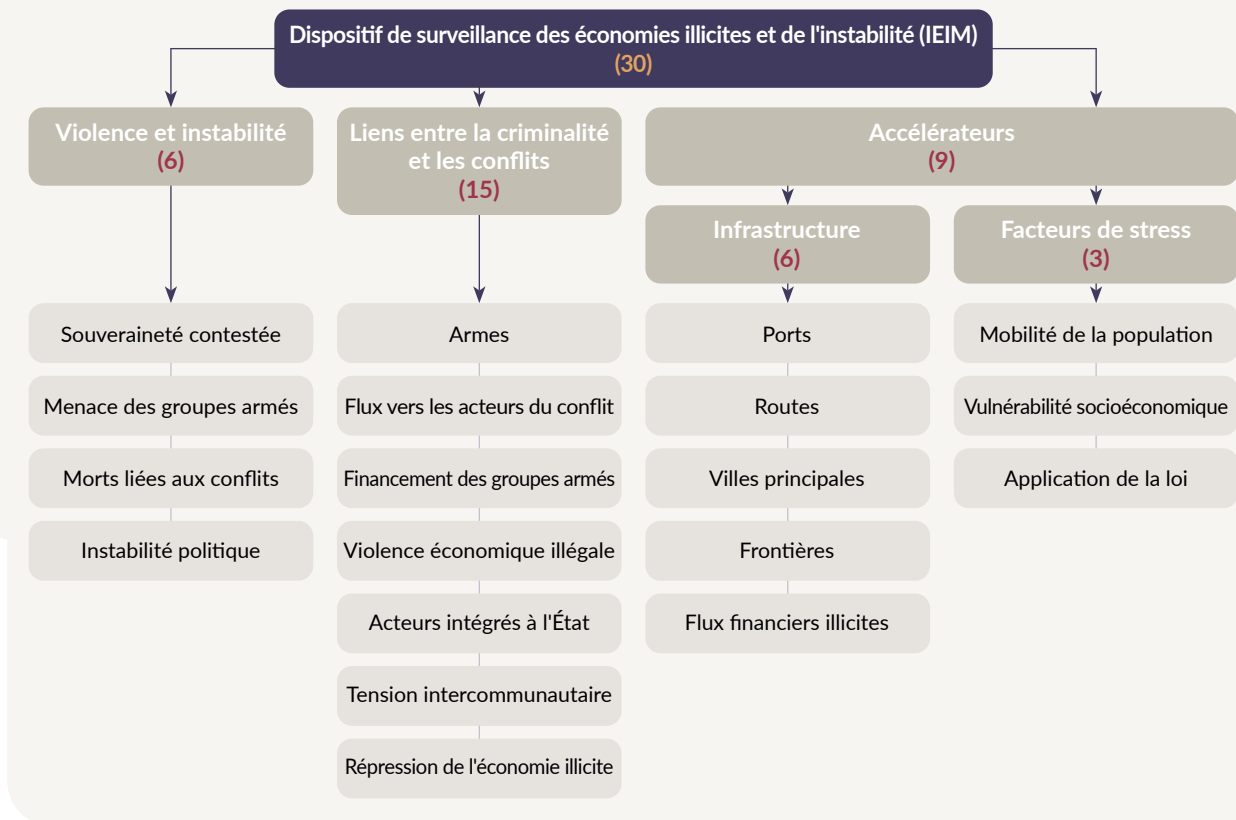 Dispositif de surveillance des économies illicites et de l'instabilité (IEIM)
(30)
Violence et instabilité
(6)
Liens entre la criminalité
et les conflits
(15)
Accélérateurs
(9)
Infrastructure
(6)
Facteurs de stress
(3)
Souveraineté contestée
Menace des groupes armés
Morts liées aux conflits
Instabilité politique
Armes
Flux vers les acteurs du conflit
Financement des groupes armés
Violence économique illégale
Acteurs intégrés à l'État
Tension intercommunautaire
Répression de l'économie illicite
Ports
Routes
Villes principales
Frontières
Flux financiers illicites
Mobilité de la population
Vulnérabilité socioéconomique
Application de la loi